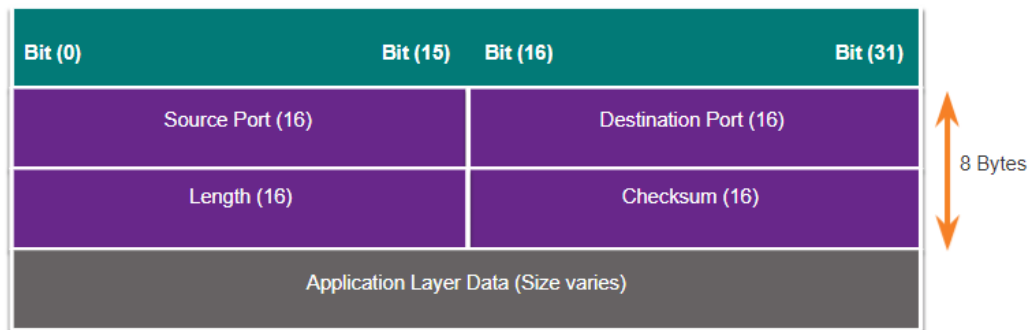 Bit (0) Bit (15) Bit (16) Bit (31)
Source Port (16) Destination Port (16)
8 Bytes
Length (16) Checksum (16)
Application Layer Data (Size varies)